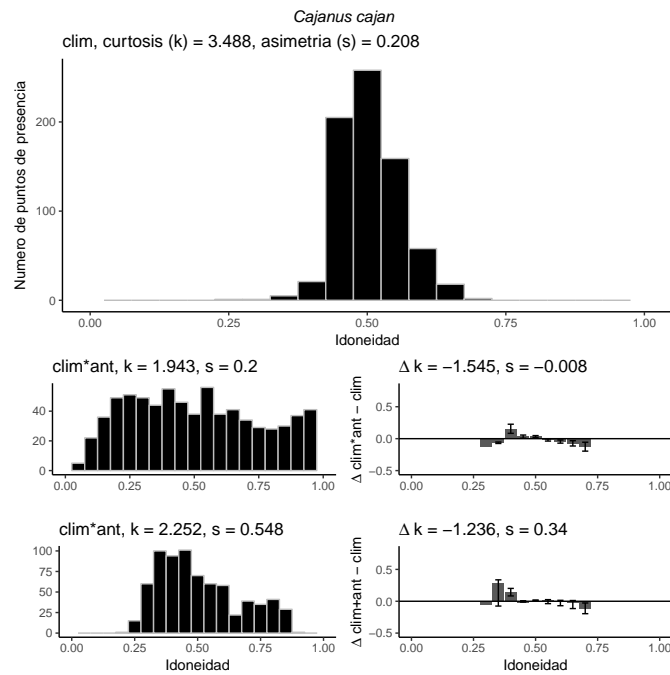 Cajanus cajan
clim, curtosis (k) = 3.488, asimetria (s) = 0.208
Numero de puntos de presencia
200
100
0
0.00 0.25 0.50 0.75 1.00
Idoneidad
clim*ant, k = 1.943, s = 0.2
40
20
0
0.00 0.25 0.50 0.75 1.00
Δ k = −1.545, s = −0.008
Δ clim*ant − clim
0.5
0.0
−0.5
0.00 0.25 0.50 0.75 1.00
clim*ant, k = 2.252, s = 0.548
100
75
50
25
0
0.00 0.25 0.50 0.75 1.00
Idoneidad
Δ k = −1.236, s = 0.34
Δ clim+ant − clim
0.5
0.0
−0.5
0.00 0.25 0.50 0.75 1.00
Idoneidad